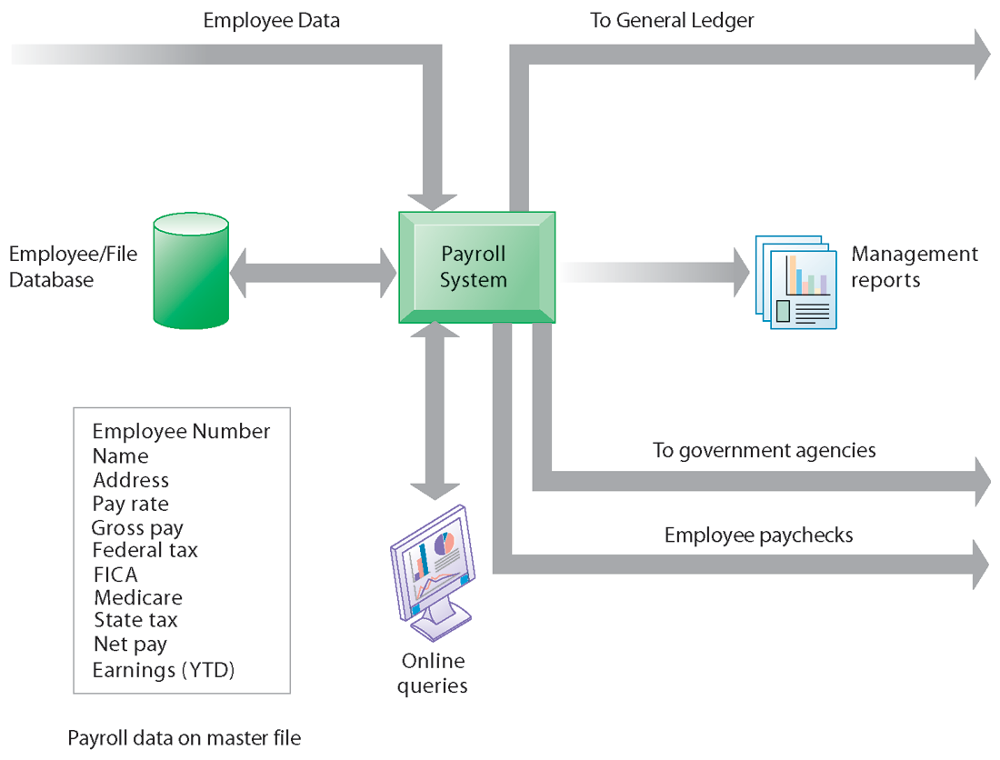 Employee Data
To General Ledger
Employee/File
Database
Payroll
System
Management
reports
To government agencies
Employee paychecks
Employee Number
Name
Address
Pay rate
Gross pay
Federal tax
FICA
Medicare
State tax
Net pay
Earnings (YTD)
Online
queries
Payroll data on master file